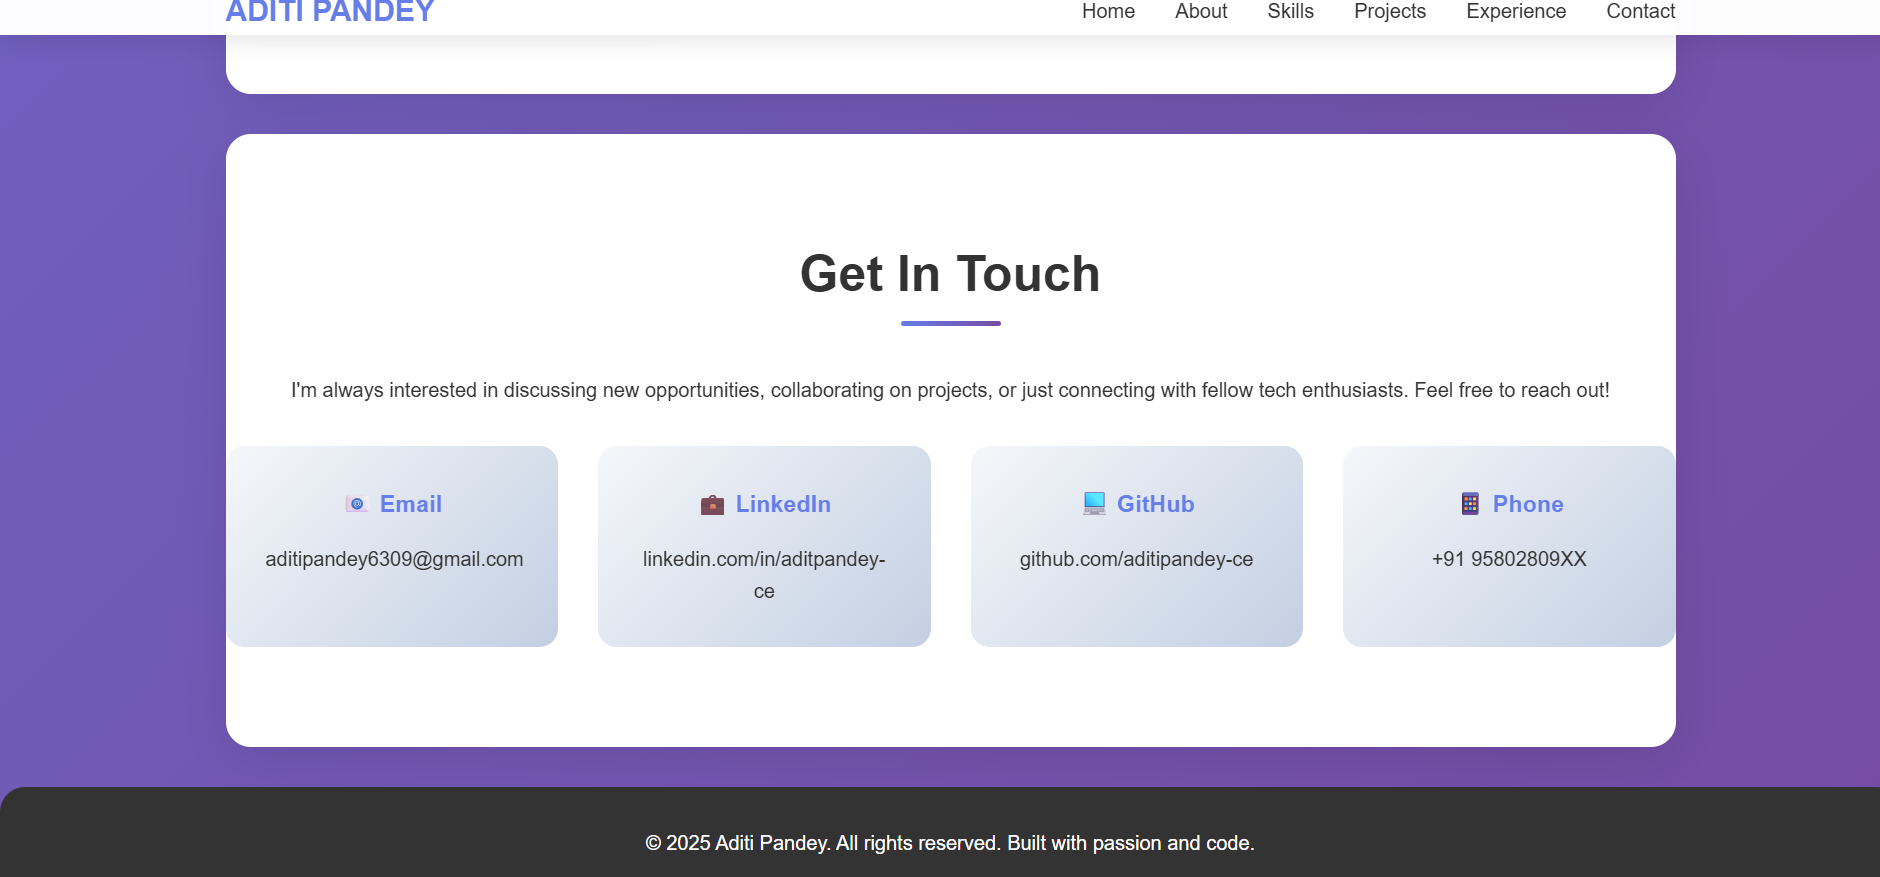 ADITI PANDEY
Home About Skills Projects Experience Contact
Get In Touch
I'm always interested in discussing new opportunities, collaborating on projects, or just connecting with fellow tech enthusiasts. Feel free to reach out!
Email
aditipandey6309@gmail.com
LinkedIn
linkedin.com/in/aditpandey-
ce
GitHub
github.com/aditipandey-ce
Phone
+91 95802809XX
© 2025 Aditi Pandey. All rights reserved. Built with passion and code.